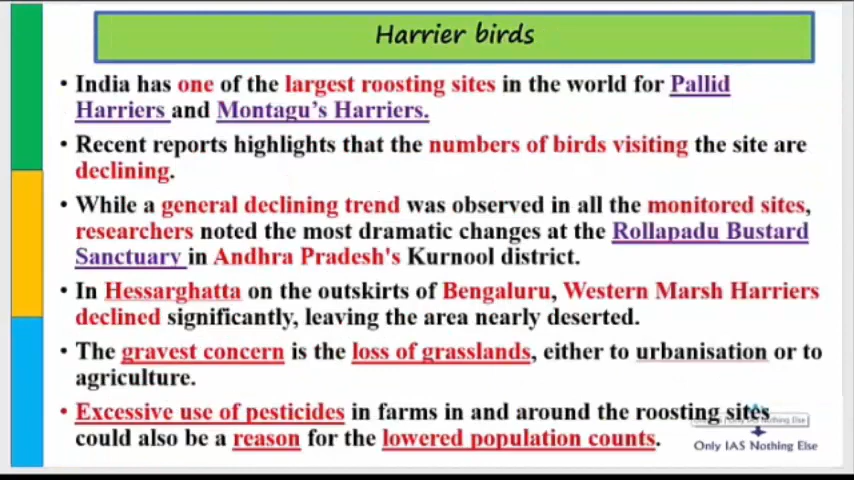 Harrier birds
• India has one of the largest roosting sites in the world for Pallid
Harriers and Montagu's Harriers.
• Recent reports highlights that the numbers of birds visiting the site are
declining.
• While a general declining trend was observed in all the monitored sites,
researchers noted the most dramatic changes at the Rollapadu Bustard
Sanctuary in Andhra Pradesh's Kurnool district.
• In Hessarghatta on the outskirts of Bengaluru, Western Marsh Harriers
declined significantly, leaving the area nearly deserted.
• The gravest concern is the loss of grasslands, either to urbanisation or to
agriculture.
• Excessive use of pesticides in farms in and around the roosting sites
could also be a reason for the lowered population counts.
Only IAS Nothing Else